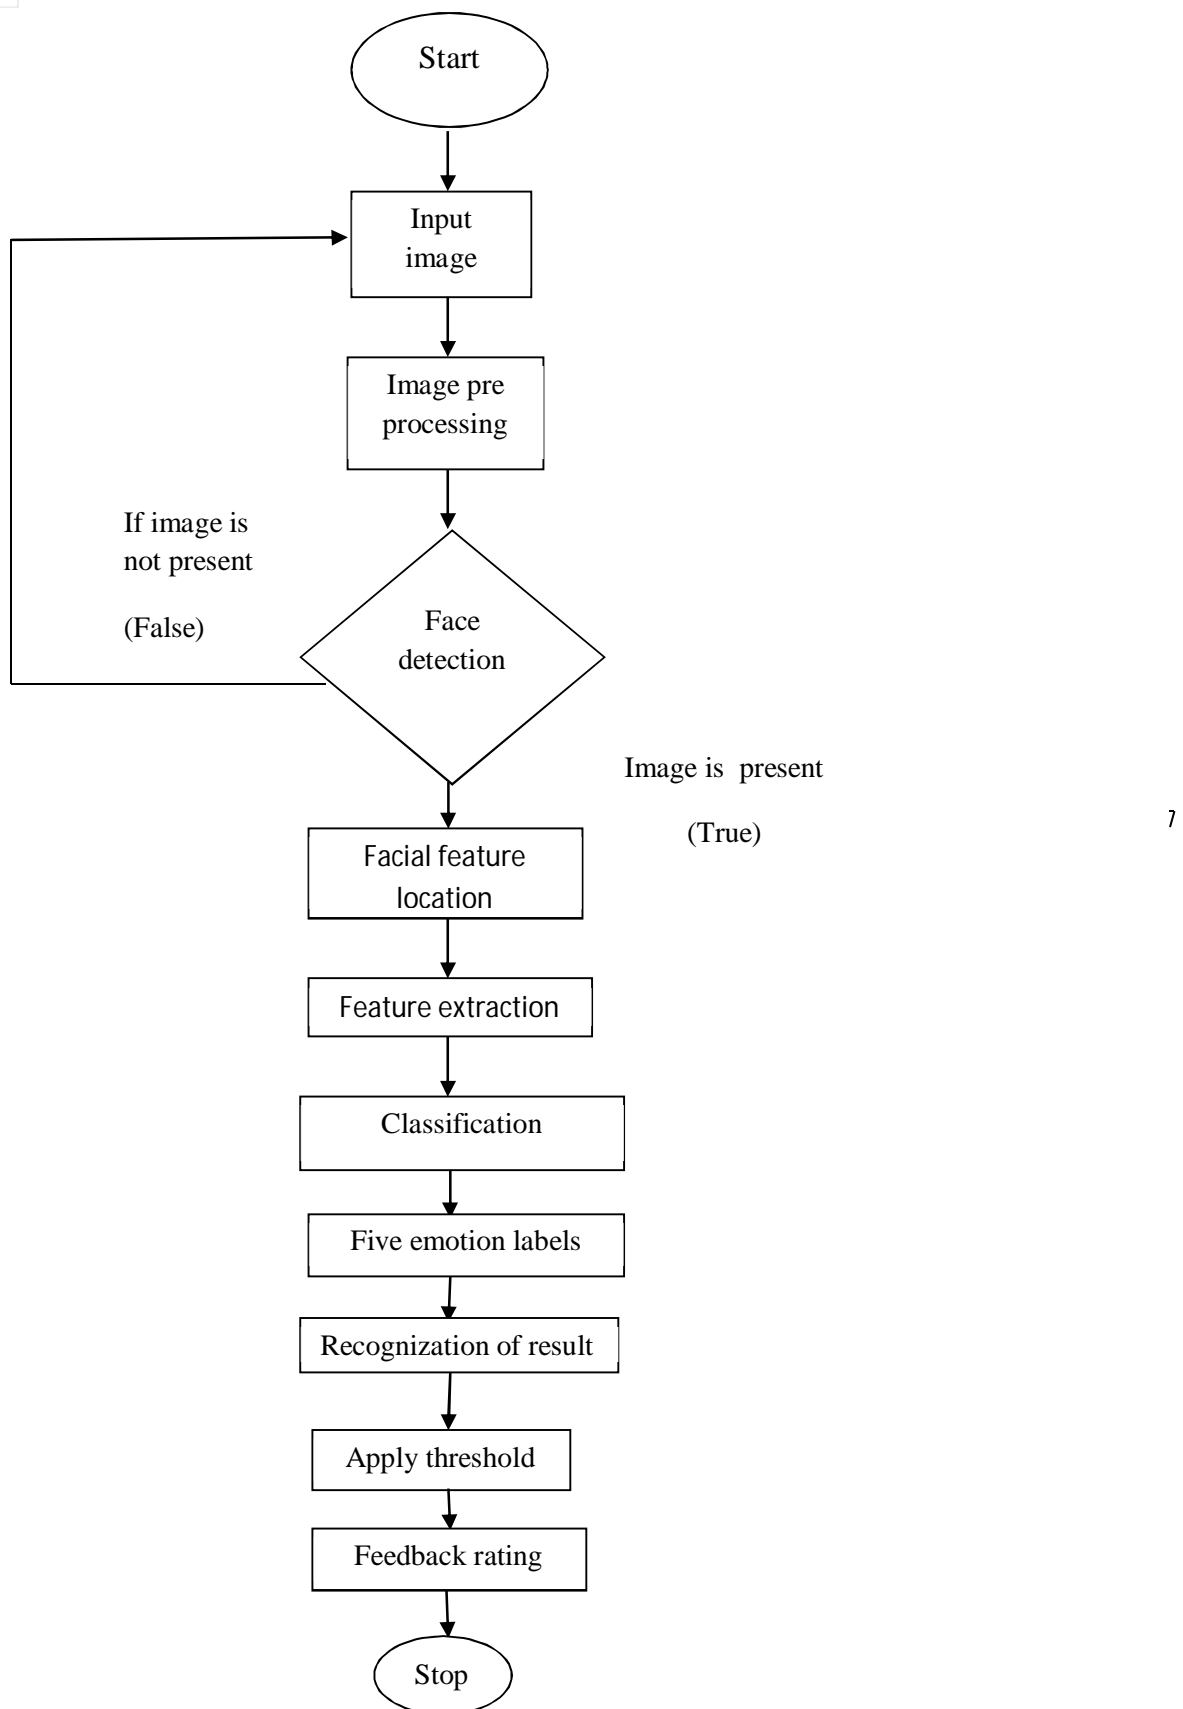 Start
Input
image
Image pre
processing
If image is
not present
(False)
Face
detection
Image is present
(True)
Facial feature
location
Feature extraction
Classification
Five emotion labels
Recognization of result
Apply threshold
Feedback rating
Stop